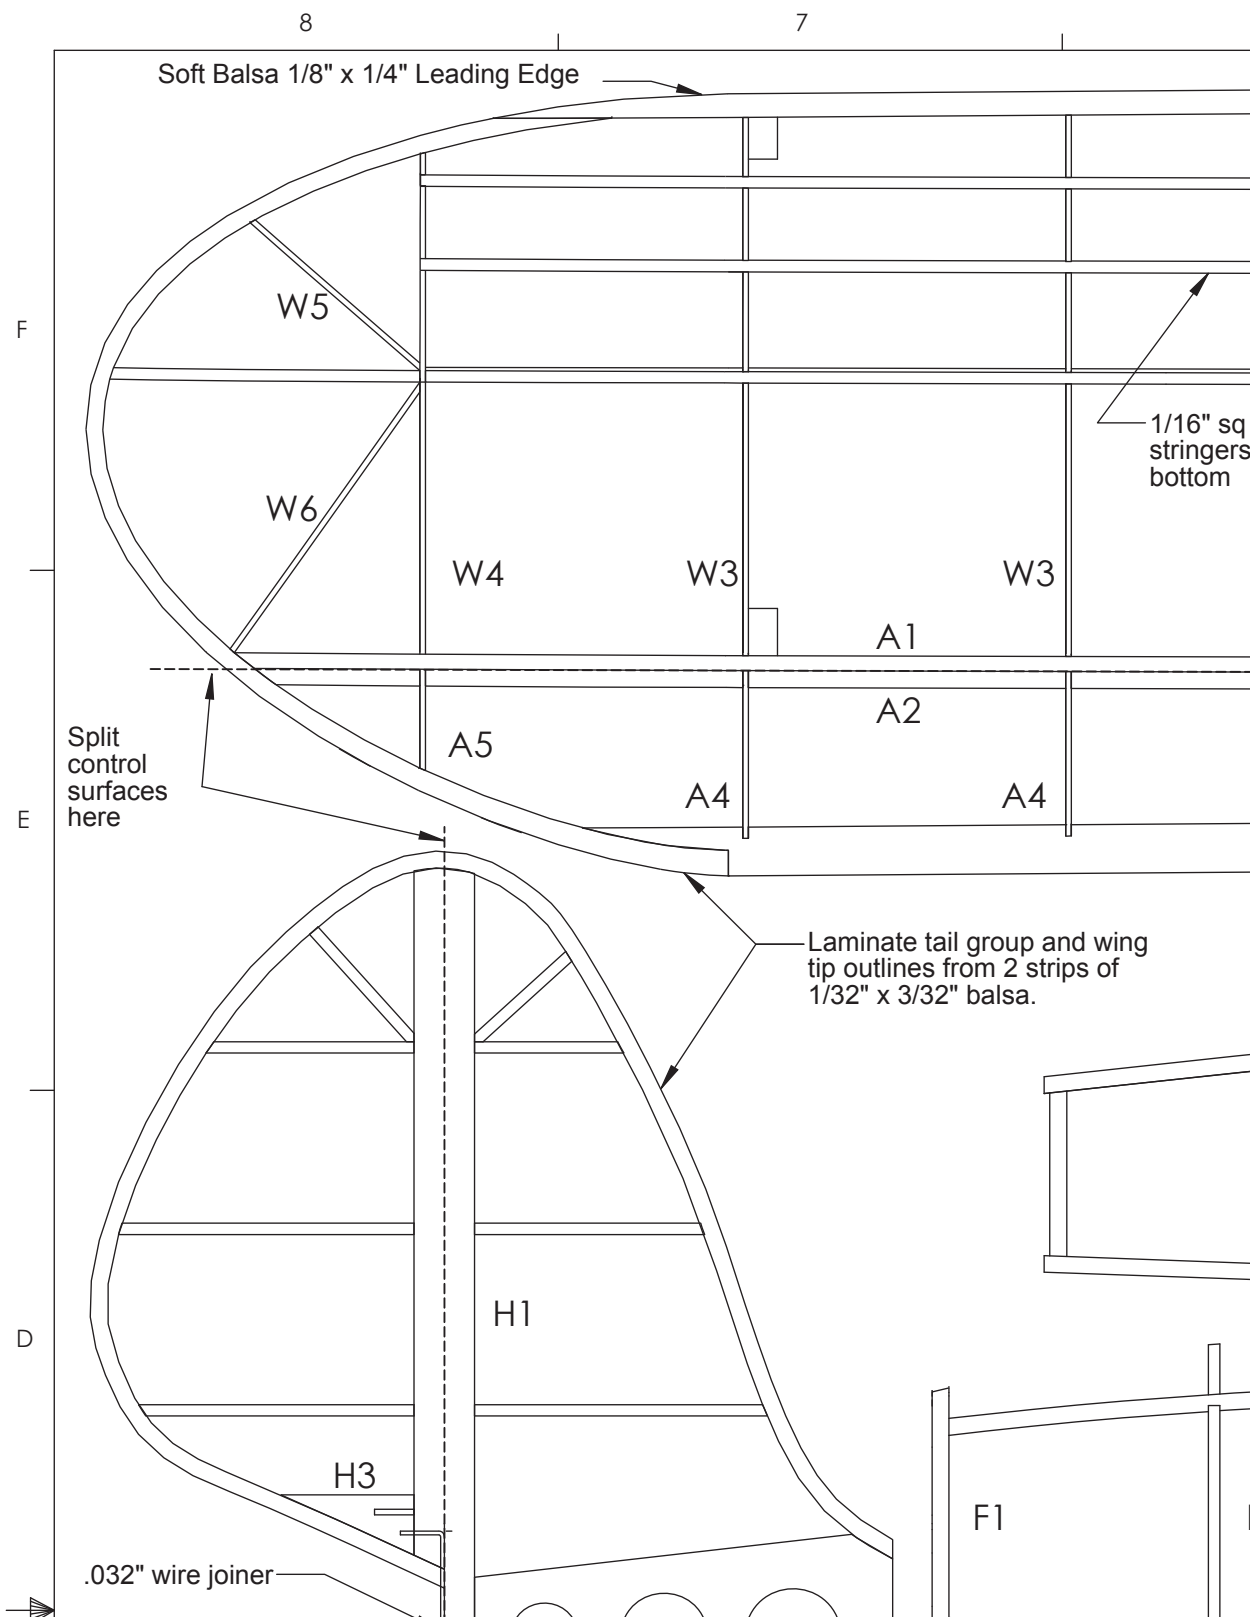 8
7
Soft Balsa 1/8" x 1/4" Leading Edge
F
W5
1/16" sq
stringers
bottom
W6
W4
W3
W3
A1
A2
Split
control
surfaces
here
A5
A4
A4
E
Laminate tail group and wing
tip outlines from 2 strips of
1/32" x 3/32" balsa.
H1
D
H3
F1
.032" wire joiner